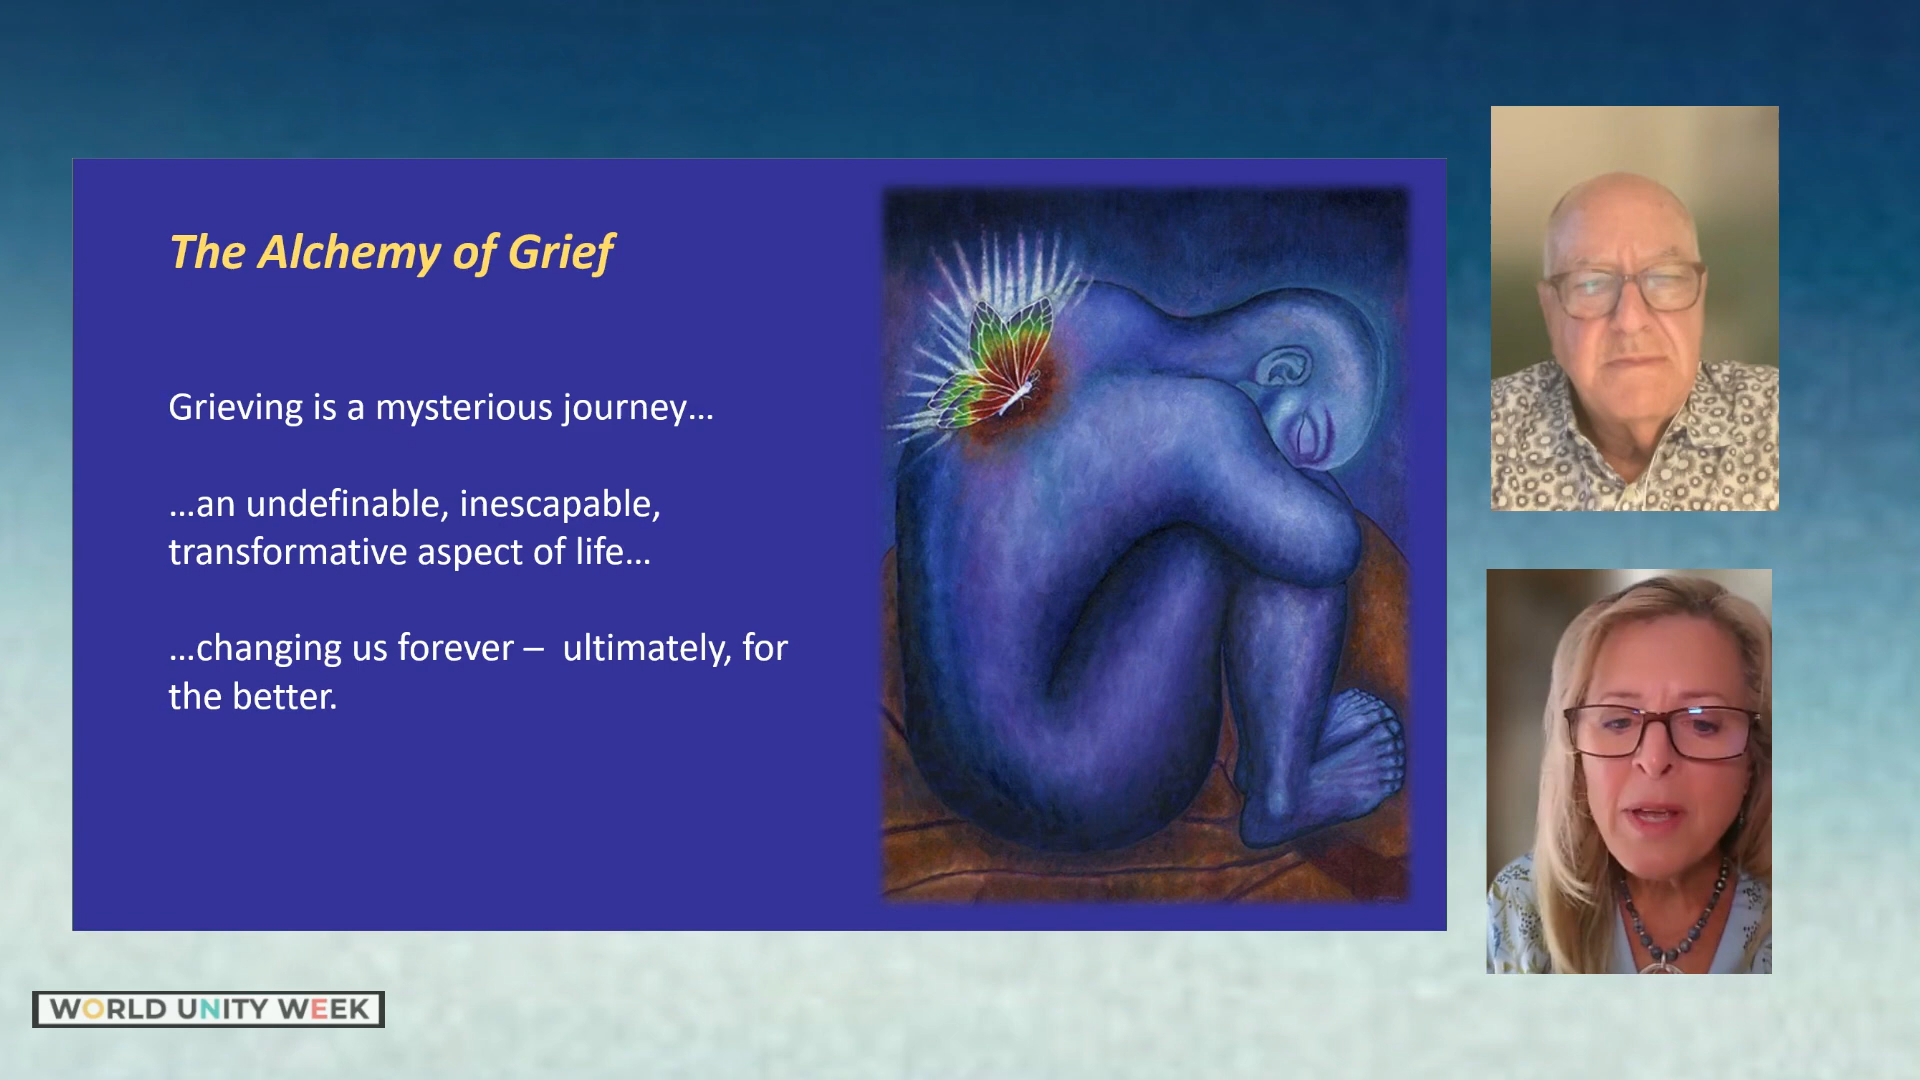 The Alchemy of Grief
Grieving is a mysterious journey...
...an undefinable, inescapable,
transformative aspect of life...
...changing us forever –  ultimately, for
the better.
WORLD UNITY WEEK